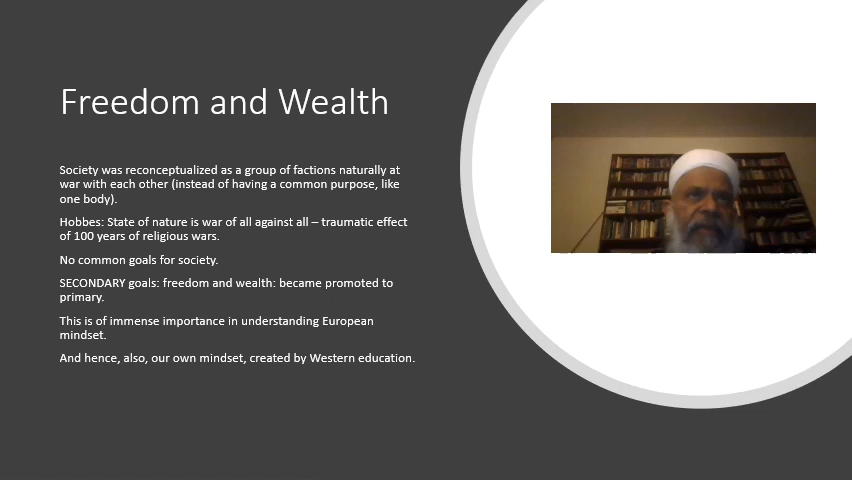 Freedom and Wealth
Society was reconceptualized as a group of factions naturally at
war with each other (instead of having a common purpose, like
one body).
Hobbes: State of nature is war of all against all – traumatic effect
of 100 years of religious wars.
No common goals for society.
SECONDARY goals: freedom and wealth: became promoted to
primary.
This is of immense importance in understanding European
mindset.
And hence, also, our own mindset, created by Western education.